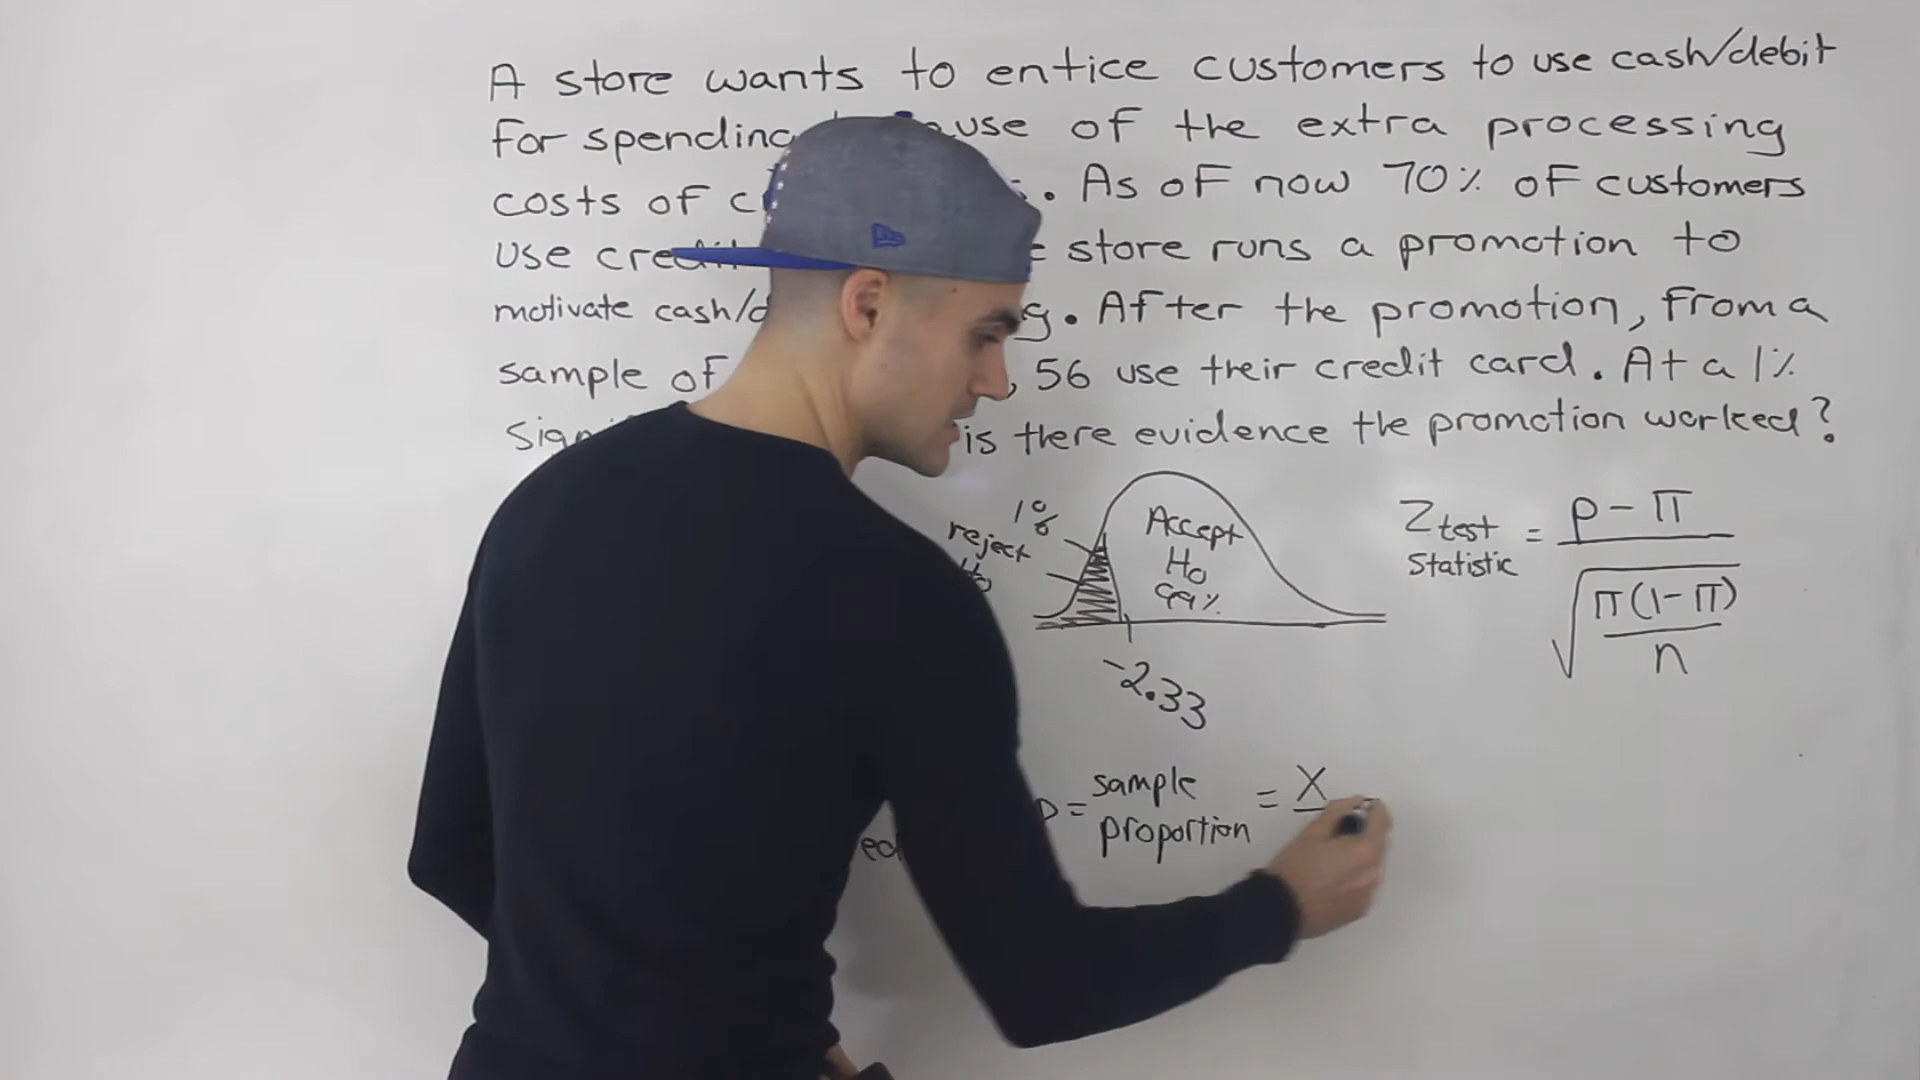 A store wants to entice customers to use cash/debit
for spending use of the extra processing
costs of . As of now 70% of customers
use store runs a promotion to
motivate cash/d g. After the promotion, from a
sample of , 56 use their credit card. At a 1%
is there evidence the promotion worked?
1%
reject
Accept
H₀
99%
-2.33
Z test statistic = p - π / √(π(1-π)/n)
= sample proportion = X